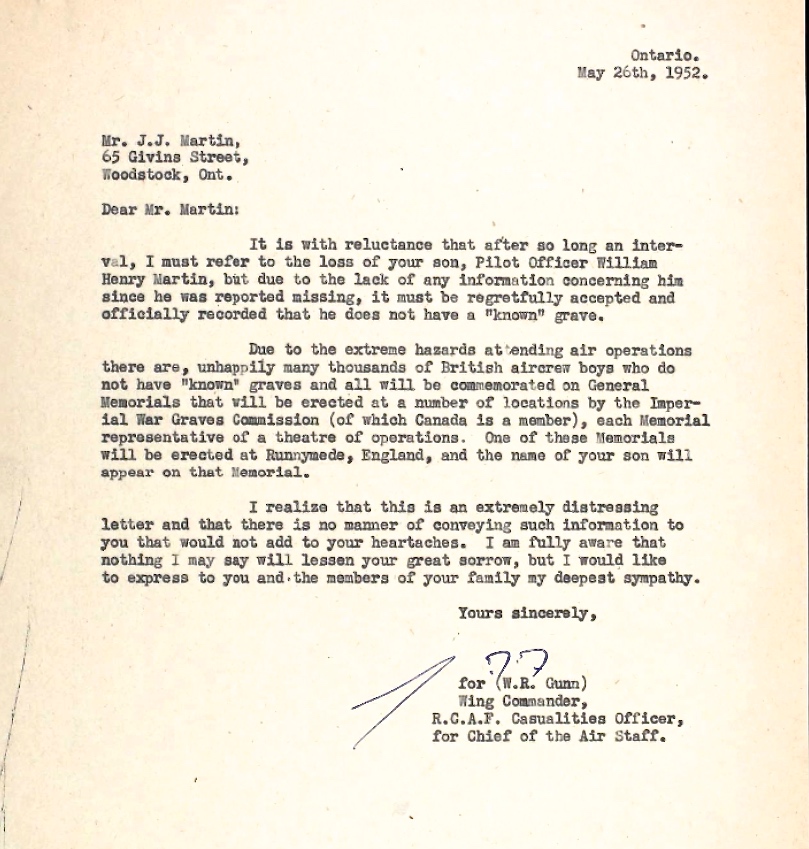 Ontario.
May 26th, 1952.
Mr. J.J. Martin,
65 Givins Street,
Woodstock, Ont.
Dear Mr. Martin:
It is with reluctance that after so long an inter-
val, I must refer to the loss of your son, Pilot Officer William
Henry Martin, but due to the lack of any information concerning him
since he was reported missing, it must be regretfully accepted and
officially recorded that he does not have a "known" grave.
Due to the extreme hazards attending air operations
there are, unhappily many thousands of British aircrew boys who do
not have "known" graves and all will be commemorated on General
Memorials that will be erected at a number of locations by the Imper-
ial War Graves Commission (of which Canada is a member), each Memorial
representative of a theatre of operations. One of these Memorials
will be erected at Runnymede, England, and the name of your son will
appear on that Memorial.
I realize that this is an extremely distressing
letter and that there is no manner of conveying such information to
you that would not add to your heartaches. I am fully aware that
nothing I may say will lessen your great sorrow, but I would like
to express to you and the members of your family my deepest sympathy.
Yours sincerely,
for (W.R. Gunn)
Wing Commander,
R.C.A.F. Casualities Officer,
for Chief of the Air Staff.